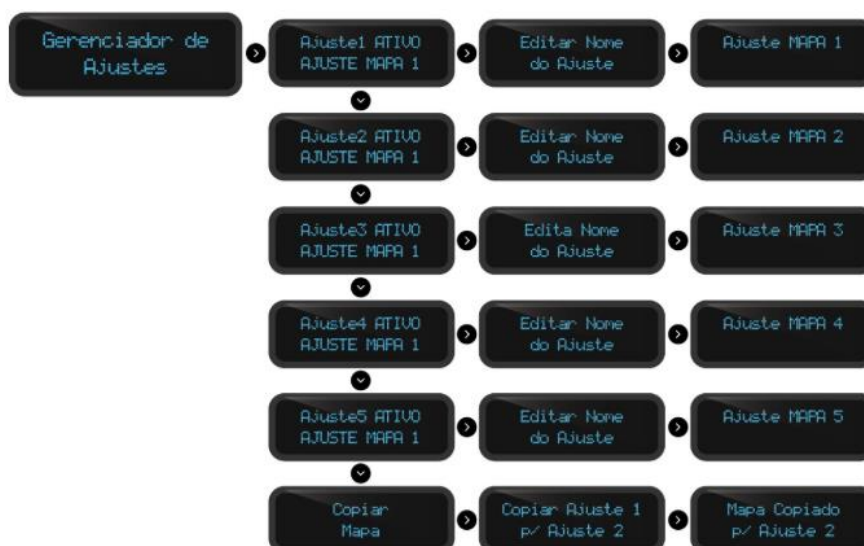 Gerenciador de
Ajustes
Ajuste1 ATIVO
AJUSTE MAPA 1
Editar Nome
do Ajuste
Ajuste MAPA 1
Ajuste2 ATIVO
AJUSTE MAPA 1
Editar Nome
do Ajuste
Ajuste MAPA 2
Ajuste3 ATIVO
AJUSTE MAPA 1
Edita Nome
do Ajuste
Ajuste MAPA 3
Ajuste4 ATIVO
AJUSTE MAPA 1
Editar Nome
do Ajuste
Ajuste MAPA 4
Ajuste5 ATIVO
AJUSTE MAPA 1
Editar Nome
do Ajuste
Ajuste MAPA 5
Copiar
Mapa
Copiar Ajuste 1
p/ Ajuste 2
Mapa Copiado
p/ Ajuste 2